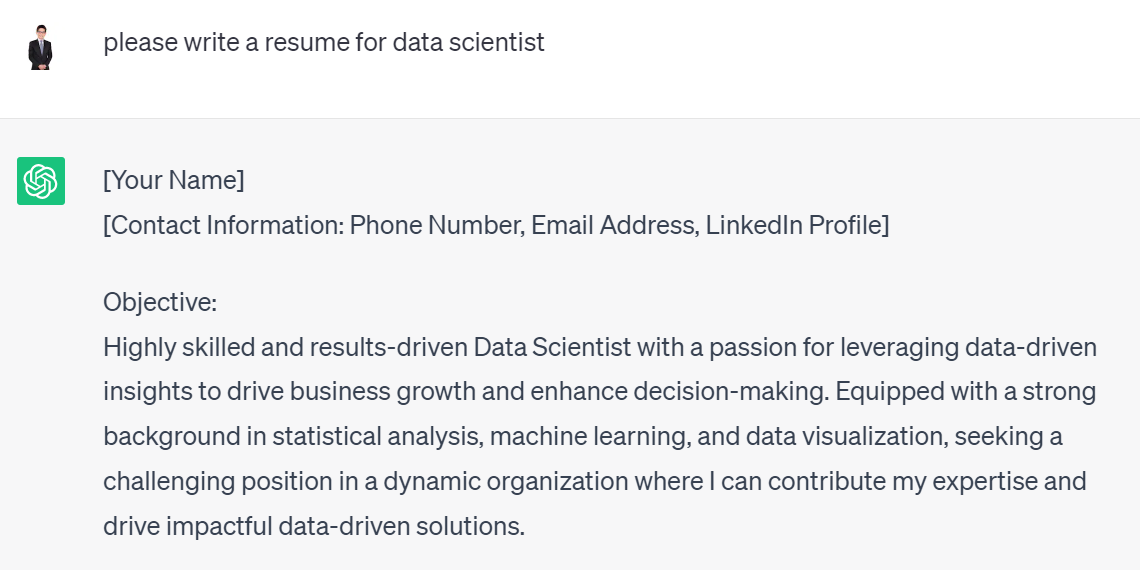 please write a resume for data scientist
[Your Name]
[Contact Information: Phone Number, Email Address, LinkedIn Profile]
Objective:
Highly skilled and results-driven Data Scientist with a passion for leveraging data-driven
insights to drive business growth and enhance decision-making. Equipped with a strong
background in statistical analysis, machine learning, and data visualization, seeking a
challenging position in a dynamic organization where I can contribute my expertise and
drive impactful data-driven solutions.